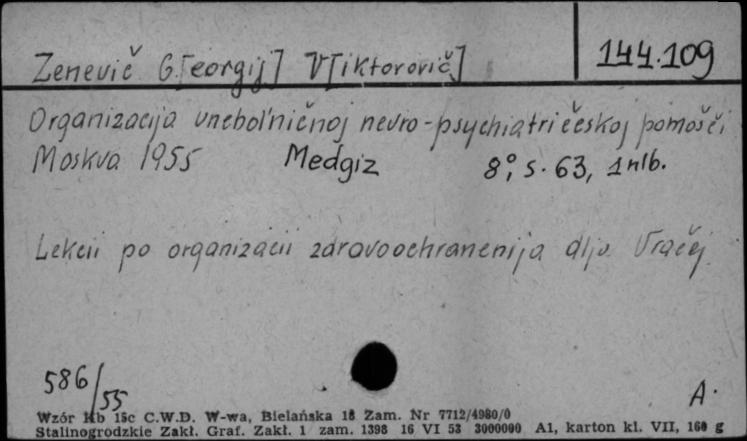 Zenevič G[eorgij] V[iktorovič]
144.109
Organizacija vnebol'ničnoj nevro-psychiatričeskoj pomošči
Moskva 1955 Medgiz 8°, s. 63, 1 nlb.
Lekcii po organizacii zdravoochranenija dlja vračej
586/55
A.
Wzór Kb 15c C.W.D. W-wa, Bielańska 18 Zam. Nr 7712/4980/0
Stalinogrodzkie Zakł. Graf. Zakł. 1 zam. 1398 16 VI 53 3000000 A1, karton kl. VII, 160 g